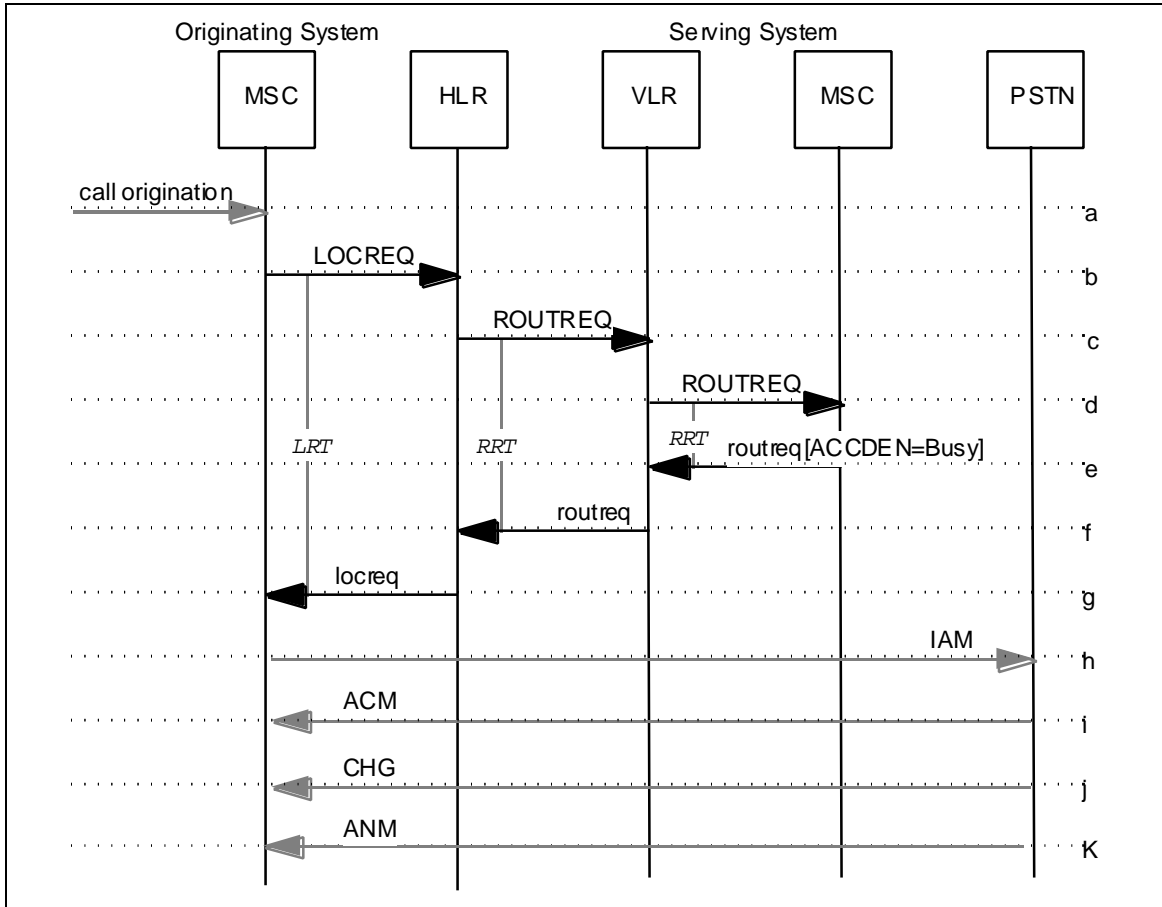 Originating System Serving System
MSC HLR VLR MSC PSTN
call origination a
LOCREQ b
ROUTREQ c
ROUTREQ d
LRT RRT RRT routreq[ACCDEN=Busy] e
routreq f
locreq g
IAM h
ACM i
CHG j
ANM K